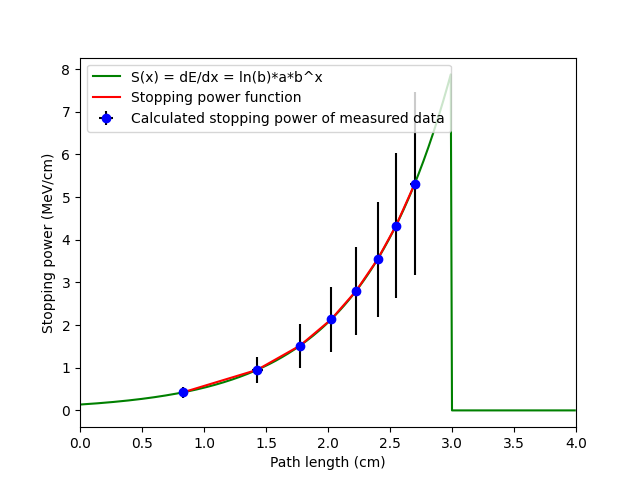 S(x) = dE/dx = ln(b)*a*b^x
Stopping power function
Calculated stopping power of measured data
Stopping power (MeV/cm)
8
7
6
5
4
3
2
1
0
0.0 0.5 1.0 1.5 2.0 2.5 3.0 3.5 4.0
Path length (cm)